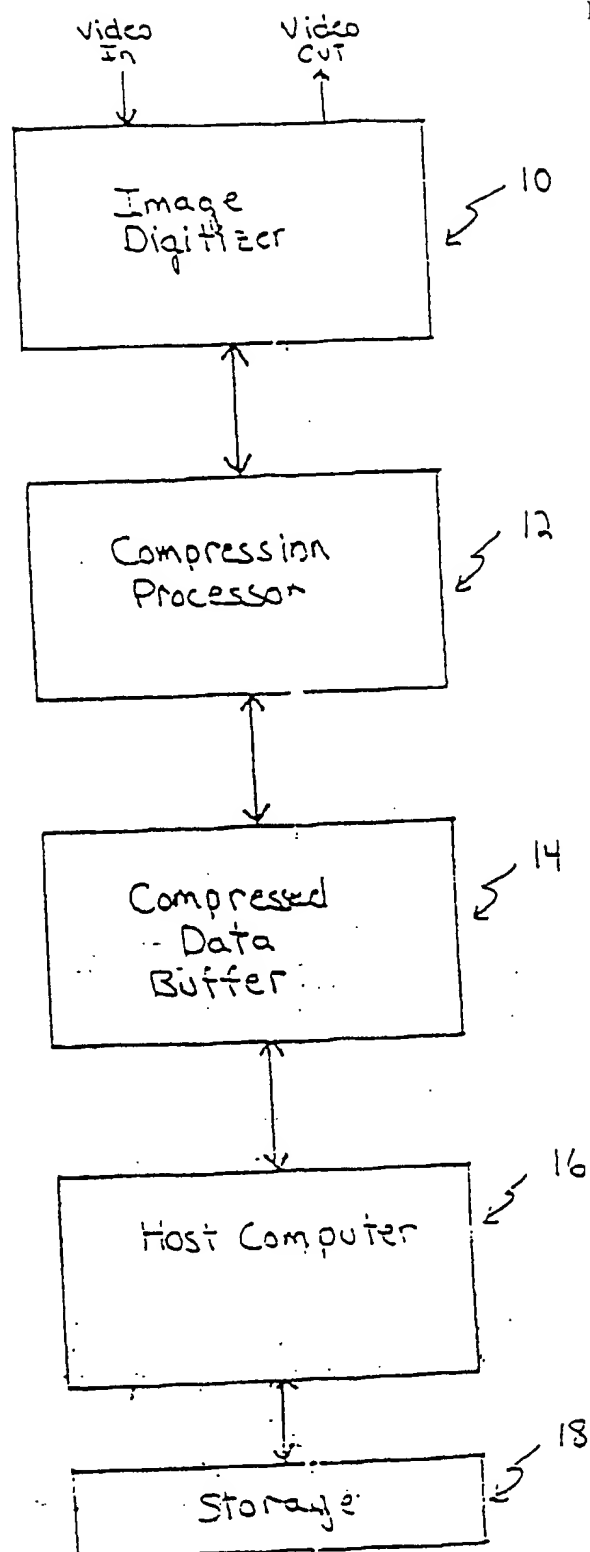 Video
In
Video
Out
Image
Digitizer
10
Compression
Processor
12
Compressed
Data
Buffer
14
Host Computer
16
Storage
18